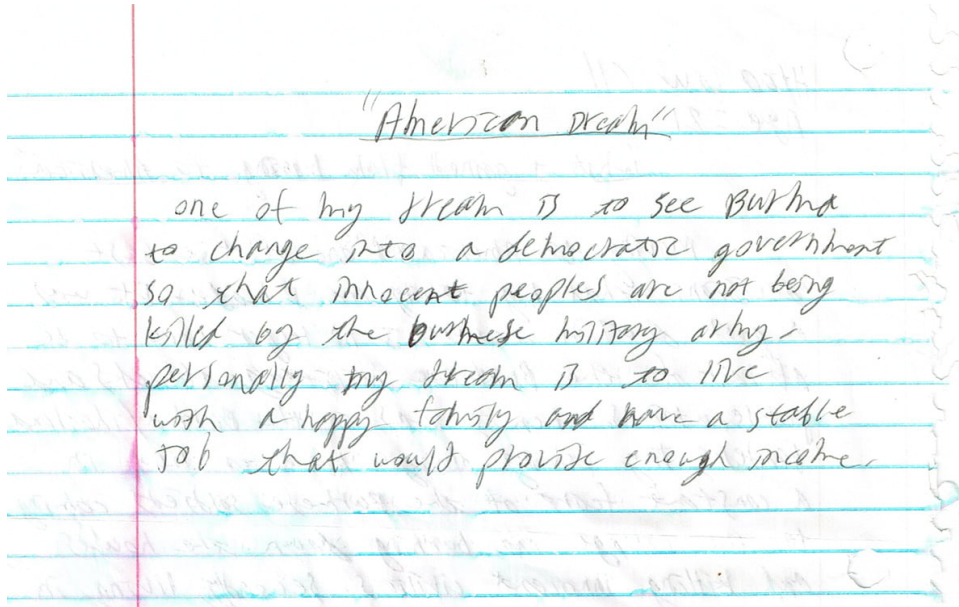 "American Dream"
one of my dream is to see Burma
to change into a democratic government
so that innocent peoples are not being
killed by the burmese military army.
personally my dream is to live
with a happy family and have a stable
job that would provide enough income.